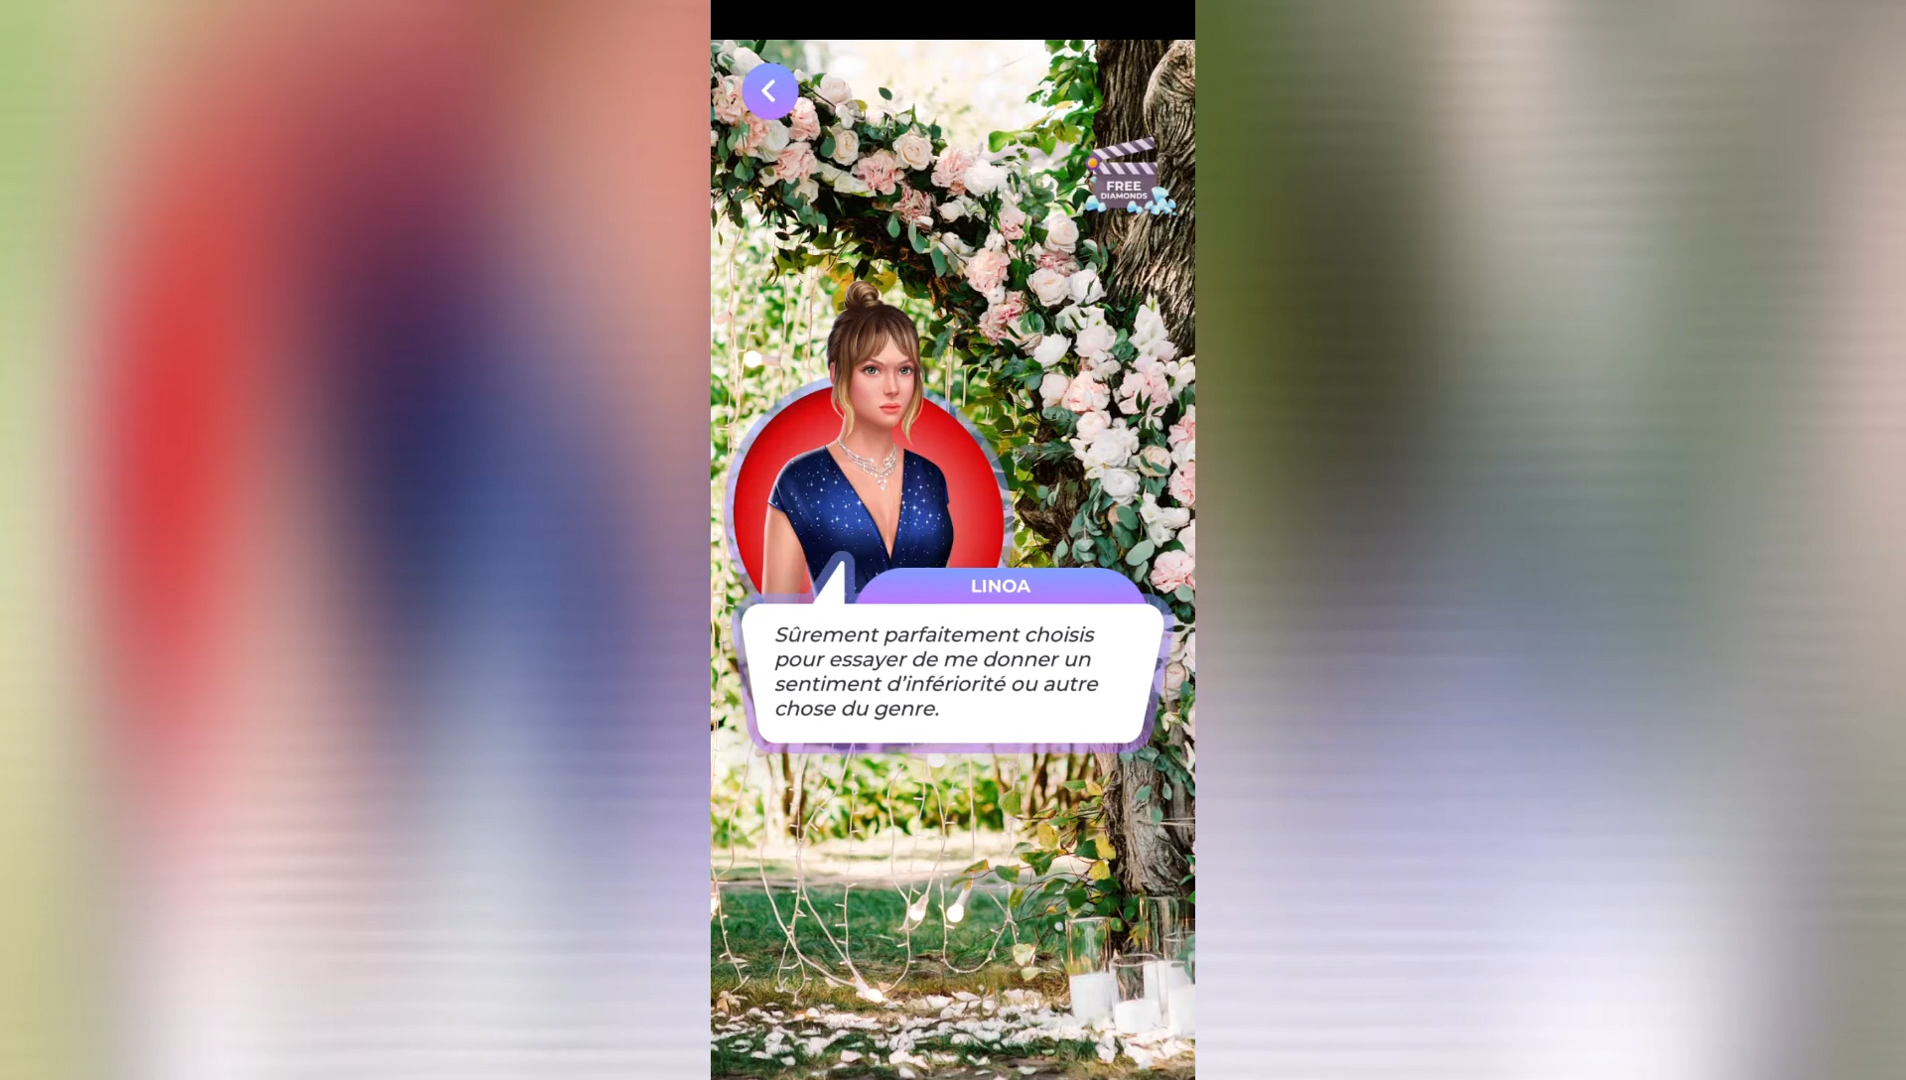 FREE
DIAMONDS
LINOA
Sûrement parfaitement choisis
pour essayer de me donner un
sentiment d’infériorité ou autre
chose du genre.